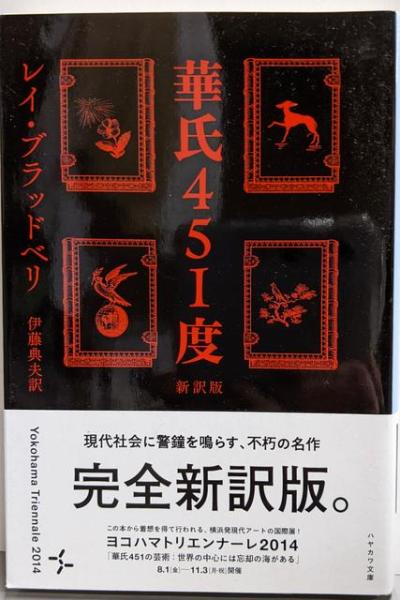 華氏451度
新訳版
レイ・ブラッドベリ
伊藤典夫訳
現代社会に警鐘を鳴らす、不朽の名作
完全新訳版。
この本から着想を得て行われる、横浜発現代アートの国際展!
ヨコハマトリエンナーレ2014
「華氏451の芸術:世界の中心には忘却の海がある」
8.1[金]—11.3[月・祝]開催
Yokohama Triennale 2014
ハヤカワ文庫